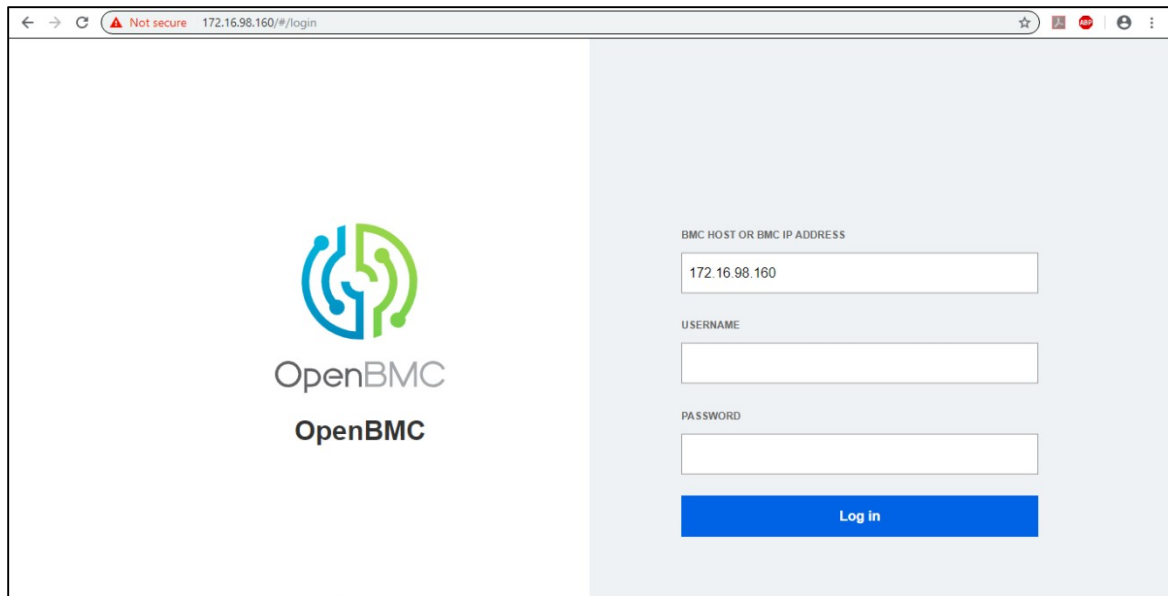 Not secure 172.16.98.160/#/login
ABP
OpenBMC
OpenBMC
BMC HOST OR BMC IP ADDRESS
172.16.98.160
USERNAME
PASSWORD
Log in